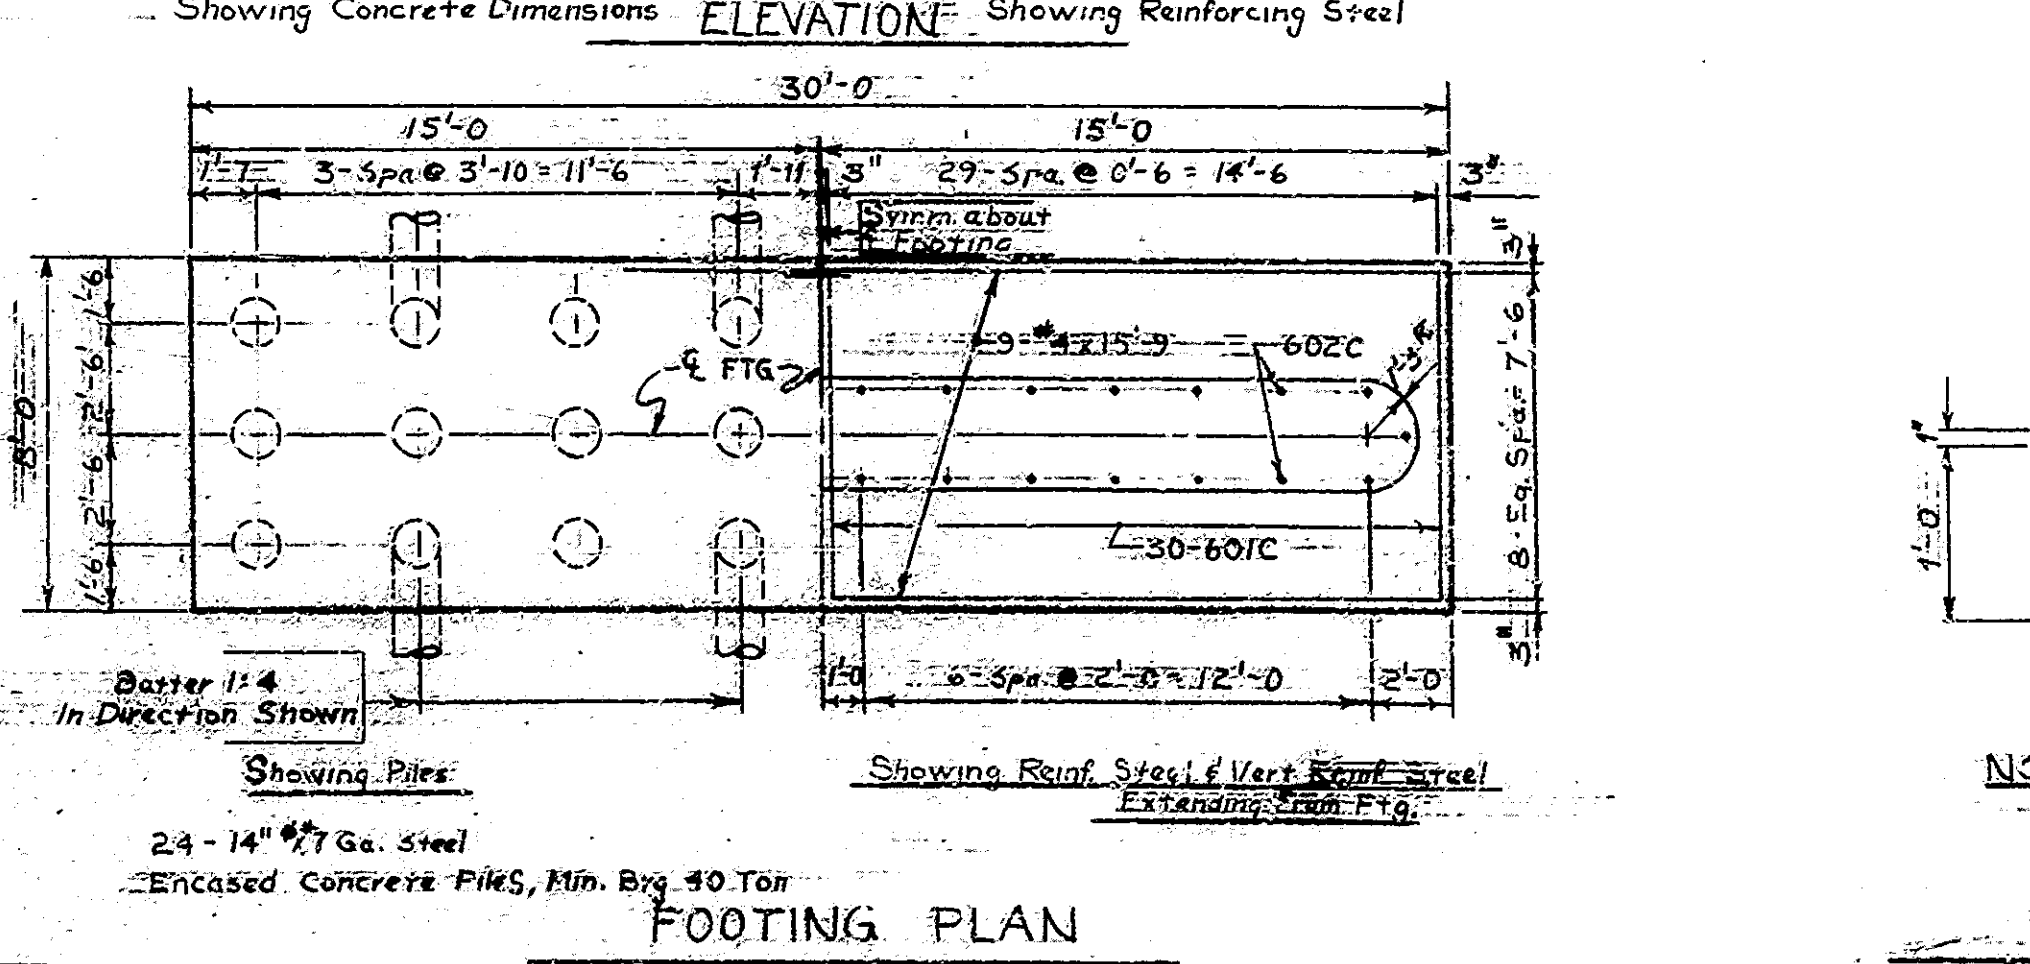 Showing Concrete Dimensions ELEVATION Showing Reinforcing Steel
30'-0
15'-0 15'-0
1'-7 3-Spa @ 3'-10 = 11'-6 1'-11 3" 29-Spa. @ 0'-6 = 14'-6 3"
Symm. about
℄ Footing
3"
1'-6
2'-6
2'-6
1'-6
8'-0
℄ FTG
9-#4x15'-9
602C
1'-3 R
8-Eq. Spa.= 7'-6
30-601C
3"
1"
1'-0
1'-0 6-Spa @ 2'-0 = 12'-0 2'-0
Batter 1:4
In Direction Shown
Showing Piles
Showing Reinf. Steel & Vert Reinf Steel
Extending From Ftg.
24-14" 7 Ga. Steel
Encased Concrete Piles, Min. Brg 40 Ton
FOOTING PLAN